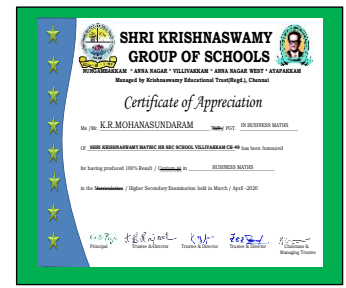 SHRI KRISHNASWAMY
GROUP OF SCHOOLS
NUNGAMBAKKAM * ANNA NAGAR * VILLIVAKKAM * ANNA NAGAR WEST * AYAPAKKAM
Managed by Krishnaswamy Educational Trust(Regd.), Chennai
Certificate of Appreciation
Ms /Mr. K.R.MOHANASUNDARAM / PGT. IN BUSINESS MATHS
Of SHRI KRISHNASWAMY MATRIC HR SEC SCHOOL VILLIVAKKAM CH-49 has been honoured
for having produced 100% Result / Centum (s) in BUSINESS MATHS
in the Matriculation / Higher Secondary Examination held in March / April -2020
Principal Trustee &Director Trustee & Director Trustee & Director Chairman &
Managing Trustee